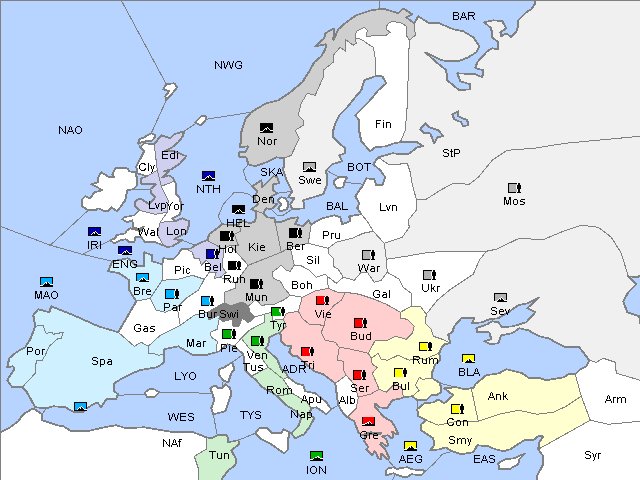 BAR
NWG
NAO
Fin
Nor
StP
Edi
Cly
SKA
BOT
Swe
NTH
Mos
Den
LvpYor
BAL
Lvn
HEL
Wal
Lon
IRI
Hol
Kie
Ber
Pru
ENG
Bel
Sil
War
Pic
Ruh
Ukr
Bre
Boh
Gal
MAO
Par
Mun
Sev
Bur
Swi
Vie
Gas
Tyr
Bud
Mar
Pie
Ven
Rum
Por
Spa
Tri
BLA
Tus
ADR
LYO
Ser
Bul
Rom
Ank
Arm
Apu
Alb
WES
TYS
Nap
Gre
Con
NAf
Smy
Tun
ION
AEG
EAS
Syr